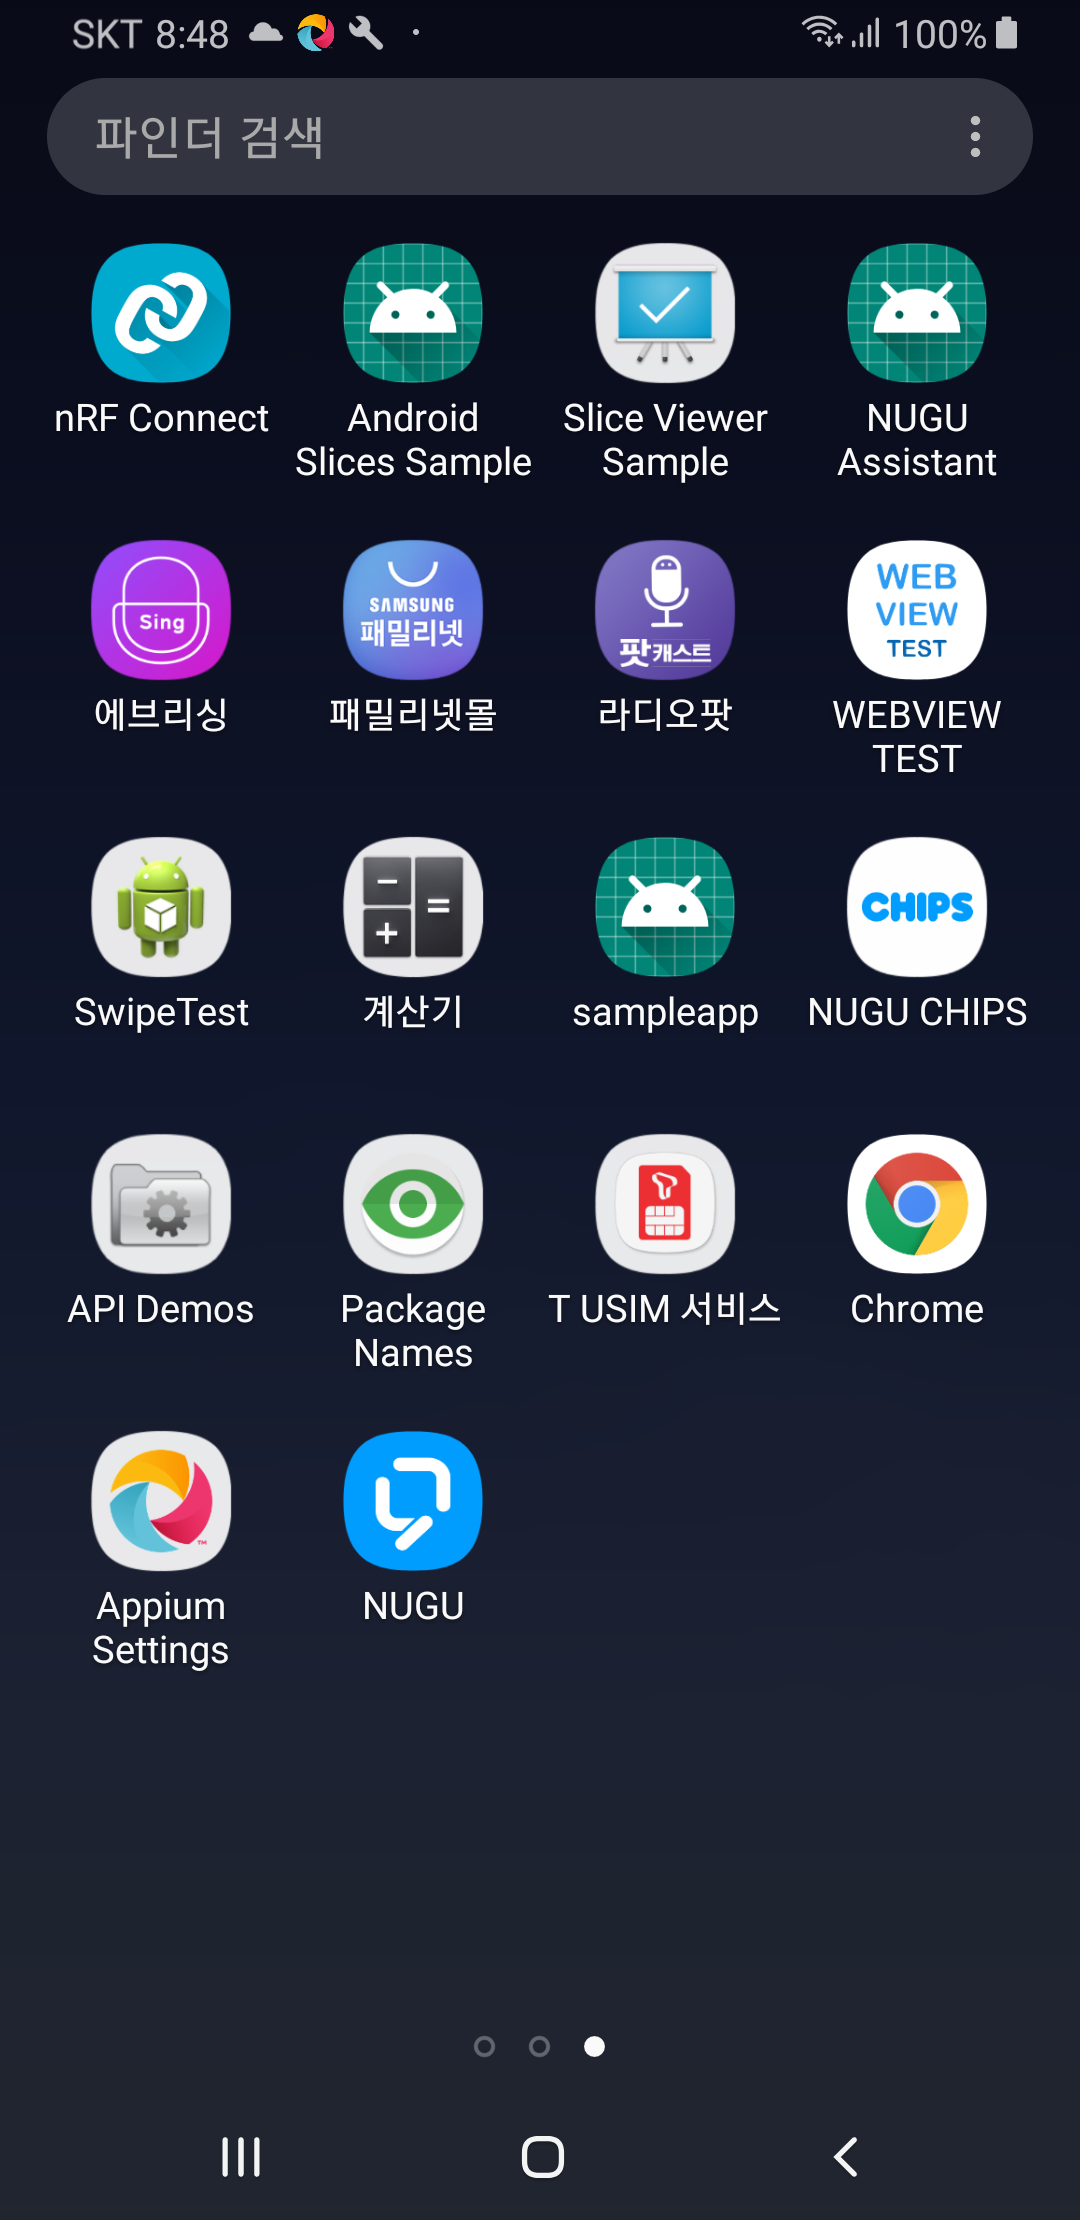 SKT 8:48 100%
파인더 검색
nRF Connect
Android
Slices Sample
Slice Viewer
Sample
NUGU
Assistant
Sing
에브리싱
SAMSUNG
패밀리넷
패밀리넷몰
팟캐스트
라디오팟
WEB
VIEW
TEST
WEBVIEW
TEST
SwipeTest
계산기
sampleapp
CHIPS
NUGU CHIPS
API Demos
Package
Names
T USIM 서비스
Chrome
TM
Appium
Settings
NUGU